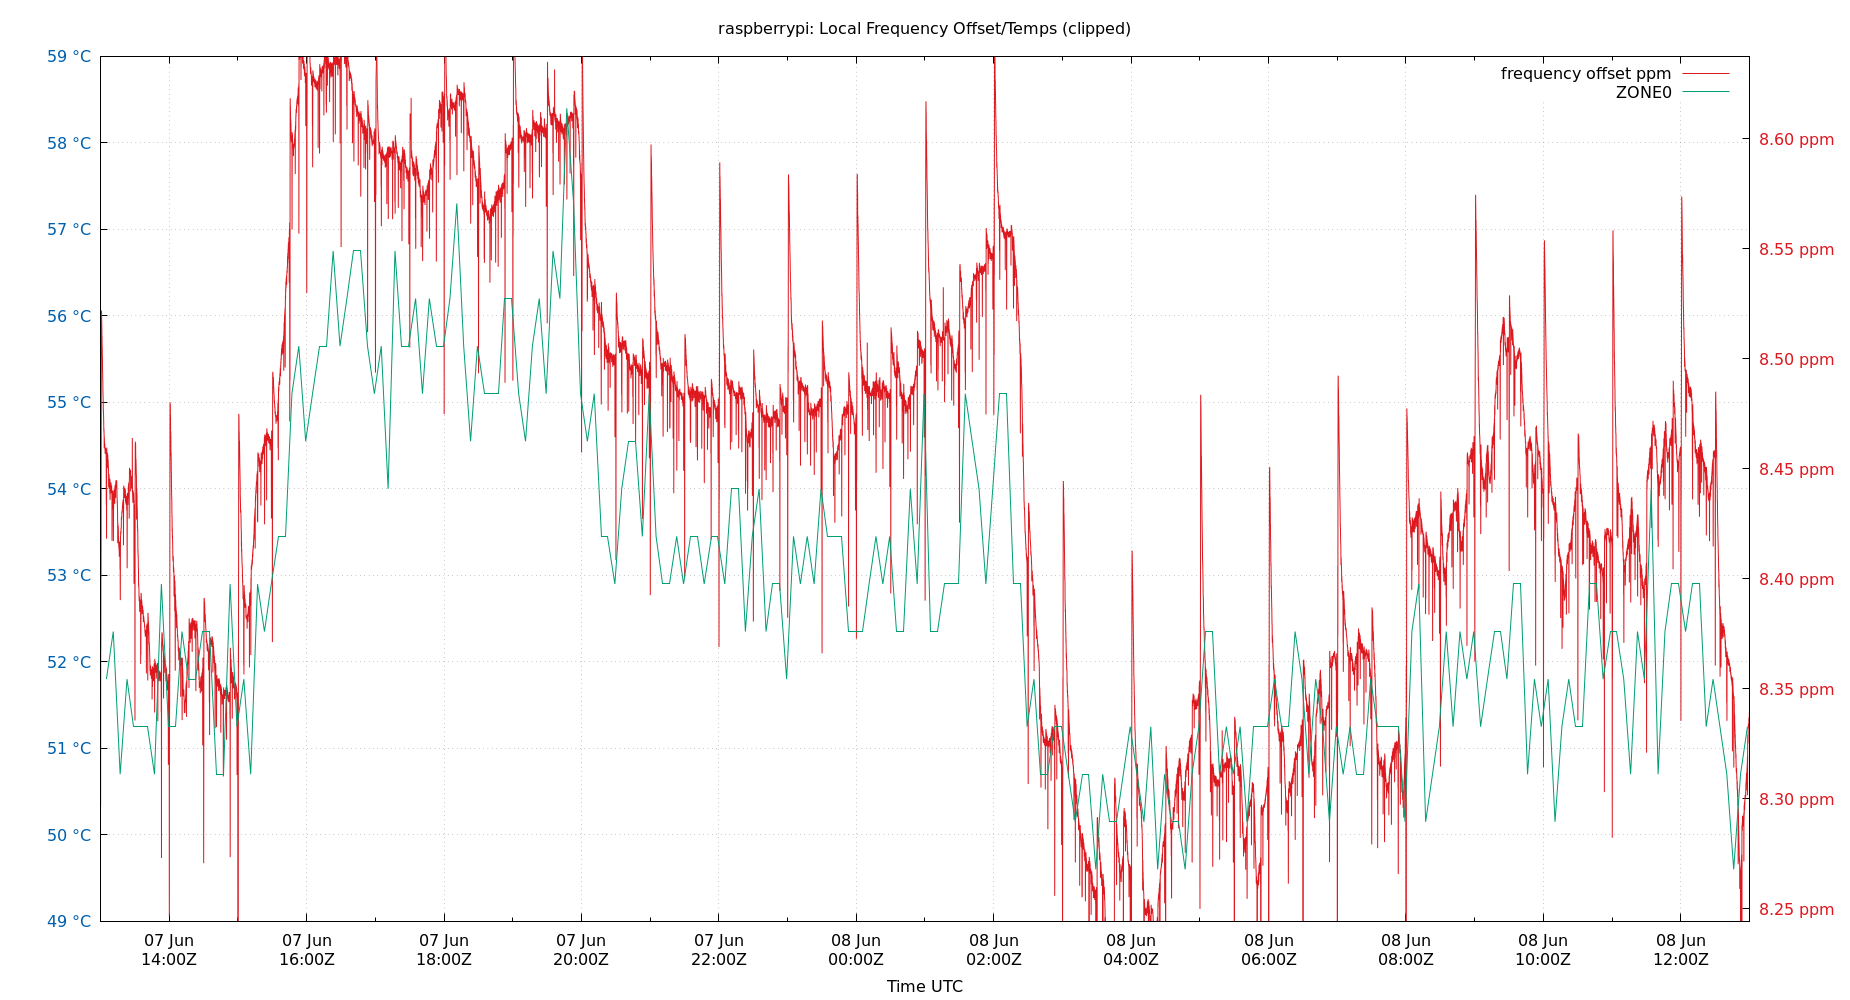 raspberrypi: Local Frequency Offset/Temps (clipped)
frequency offset ppm
ZONE0
59 °C
58 °C
57 °C
56 °C
55 °C
54 °C
53 °C
52 °C
51 °C
50 °C
49 °C
8.60 ppm
8.55 ppm
8.50 ppm
8.45 ppm
8.40 ppm
8.35 ppm
8.30 ppm
8.25 ppm
07 Jun 07 Jun 07 Jun 07 Jun 07 Jun 08 Jun 08 Jun 08 Jun 08 Jun 08 Jun 08 Jun 08 Jun
14:00Z 16:00Z 18:00Z 20:00Z 22:00Z 00:00Z 02:00Z 04:00Z 06:00Z 08:00Z 10:00Z 12:00Z
Time UTC